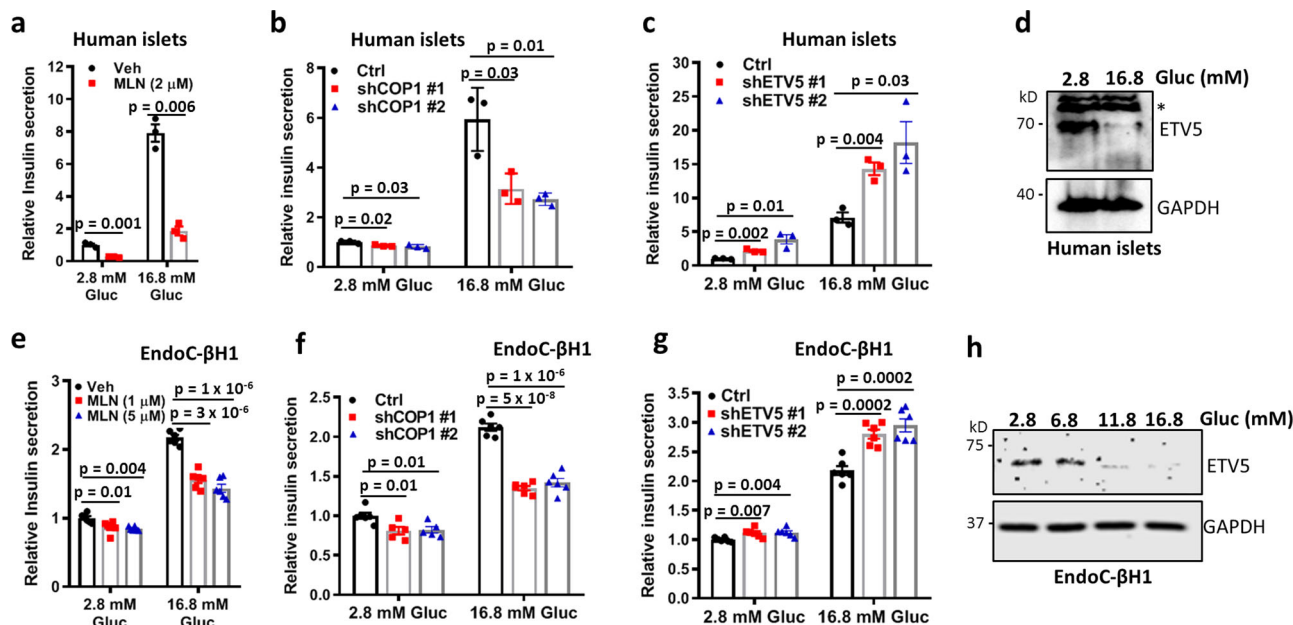 a
Human islets
Relative Insulin secretion
Veh
MLN (2 μM)
p = 0.006
p = 0.001
12
10
8
6
4
2
0
2.8 mM
Gluc
16.8 mM
Gluc
b
Human islets
Relative Insulin secretion
Ctrl
shCOP1 #1
shCOP1 #2
p = 0.01
p = 0.03
p = 0.03
p = 0.02
8
6
4
2
0
2.8 mM Gluc
16.8 mM Gluc
c
Human islets
Relative Insulin secretion
Ctrl
shETV5 #1
shETV5 #2
p = 0.03
p = 0.004
p = 0.01
p = 0.002
30
25
20
15
10
5
0
2.8 mM Gluc
16.8 mM Gluc
d
2.8 16.8 Gluc (mM)
kD
*
70 -
ETV5
40 -
GAPDH
Human islets
e
EndoC-βH1
Relative Insulin secretion
Veh
MLN (1 μM)
MLN (5 μM)
p = 1 x 10-6
p = 3 x 10-6
p = 0.004
p = 0.01
3
2
1
0
2.8 mM
Gluc
16.8 mM
Gluc
f
EndoC-βH1
Relative Insulin secretion
Ctrl
shCOP1 #1
shCOP1 #2
p = 1 x 10-6
p = 5 x 10-8
p = 0.01
p = 0.01
2.5
2.0
1.5
1.0
0.5
0.0
2.8 mM Gluc
16.8 mM Gluc
g
EndoC-βH1
Relative Insulin secretion
Ctrl
shETV5 #1
shETV5 #2
p = 0.0002
p = 0.0002
p = 0.004
p = 0.007
3.5
3.0
2.5
2.0
1.5
1.0
0.5
0.0
2.8 mM Gluc
16.8 mM Gluc
h
2.8 6.8 11.8 16.8 Gluc (mM)
kD
75 -
ETV5
37 -
GAPDH
EndoC-βH1